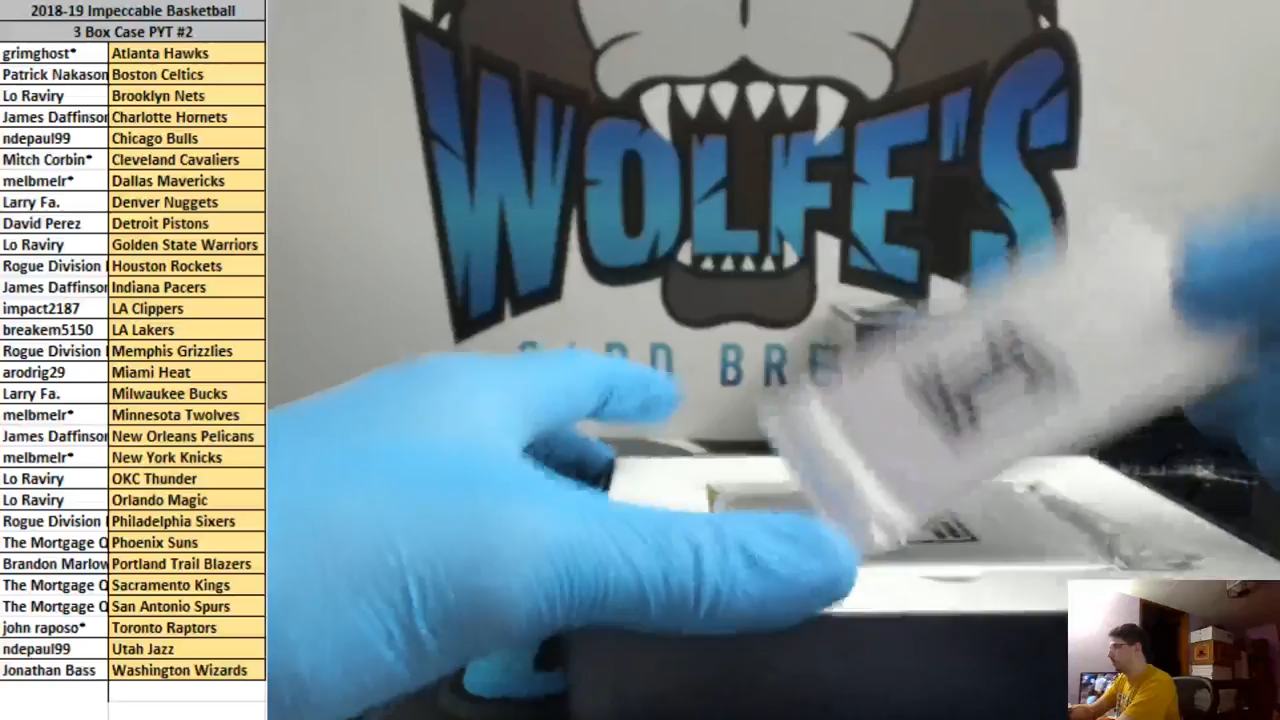 2018-19 Impeccable Basketball
3 Box Case PYT #2
grimghost* Atlanta Hawks
Patrick Nakason Boston Celtics
Lo Raviry Brooklyn Nets
James Daffinson Charlotte Hornets
ndepaul99 Chicago Bulls
Mitch Corbin* Cleveland Cavaliers
melbmelr* Dallas Mavericks
Larry Fa. Denver Nuggets
David Perez Detroit Pistons
Lo Raviry Golden State Warriors
Rogue Division Houston Rockets
James Daffinson Indiana Pacers
impact2187 LA Clippers
breakem5150 LA Lakers
Rogue Division Memphis Grizzlies
arodrig29 Miami Heat
Larry Fa. Milwaukee Bucks
melbmelr* Minnesota Twolves
James Daffinson New Orleans Pelicans
melbmelr* New York Knicks
Lo Raviry OKC Thunder
Lo Raviry Orlando Magic
Rogue Division Philadelphia Sixers
The Mortgage Q Phoenix Suns
Brandon Marlow Portland Trail Blazers
The Mortgage Q Sacramento Kings
The Mortgage Q San Antonio Spurs
john raposo* Toronto Raptors
ndepaul99 Utah Jazz
Jonathan Bass Washington Wizards
WOLFE'S